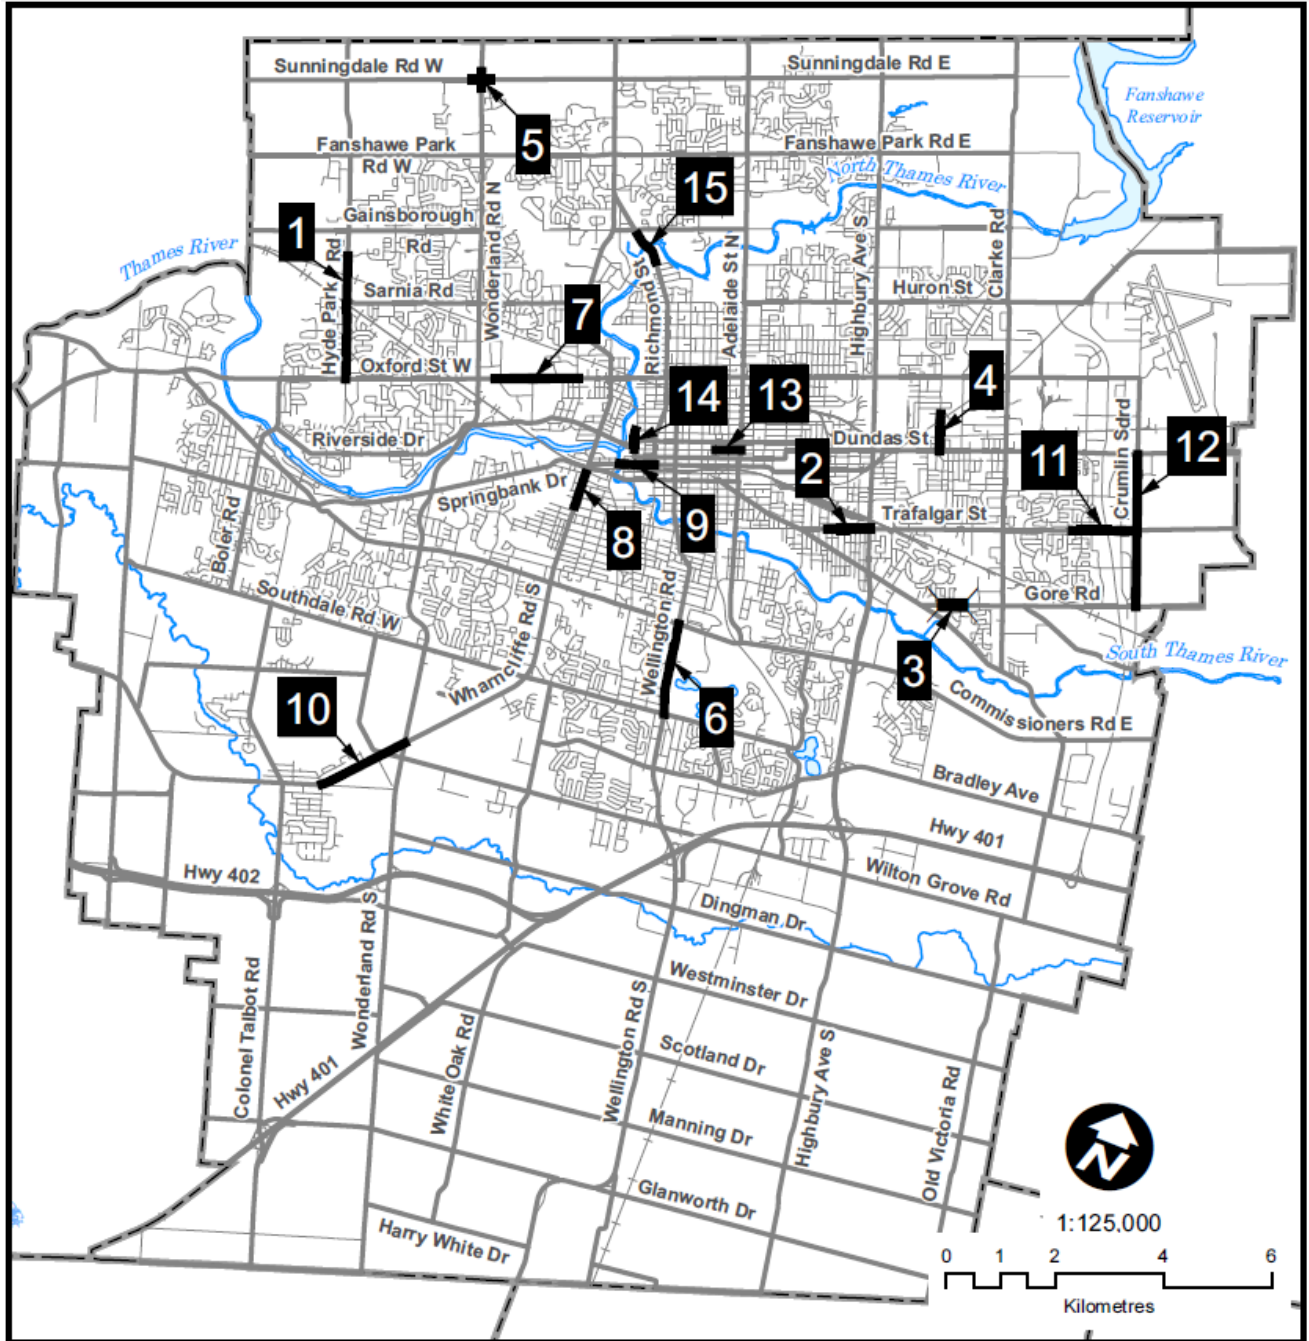 Sunningdale Rd W
Sunningdale Rd E
Fanshawe
Reservoir
5
Fanshawe Park
Rd W
Fanshawe Park Rd E
North Thames River
15
Wonderland Rd N
Gainsborough
Rd
1
Thames River
Hyde Park Rd
Sarnia Rd
7
Richmond St
Adelaide St N
Highbury Ave S
Clarke Rd
Huron St
Oxford St W
14
13
4
Riverside Dr
Dundas St
2
11
Crumlin Sdrd
12
Springbank Dr
Boler Rd
8
9
Trafalgar St
Southdale Rd W
Wharncliffe Rd S
Wellington Rd
Gore Rd
3
South Thames River
10
6
Commissioners Rd E
Bradley Ave
Hwy 401
Hwy 402
Wilton Grove Rd
Dingman Dr
Colonel Talbot Rd
Wonderland Rd S
Westminster Dr
Hwy 401
White Oak Rd
Wellington Rd S
Scotland Dr
Highbury Ave S
Old Victoria Rd
Manning Dr
Glanworth Dr
Harry White Dr
N
1:125,000
0 1 2 4 6
Kilometres